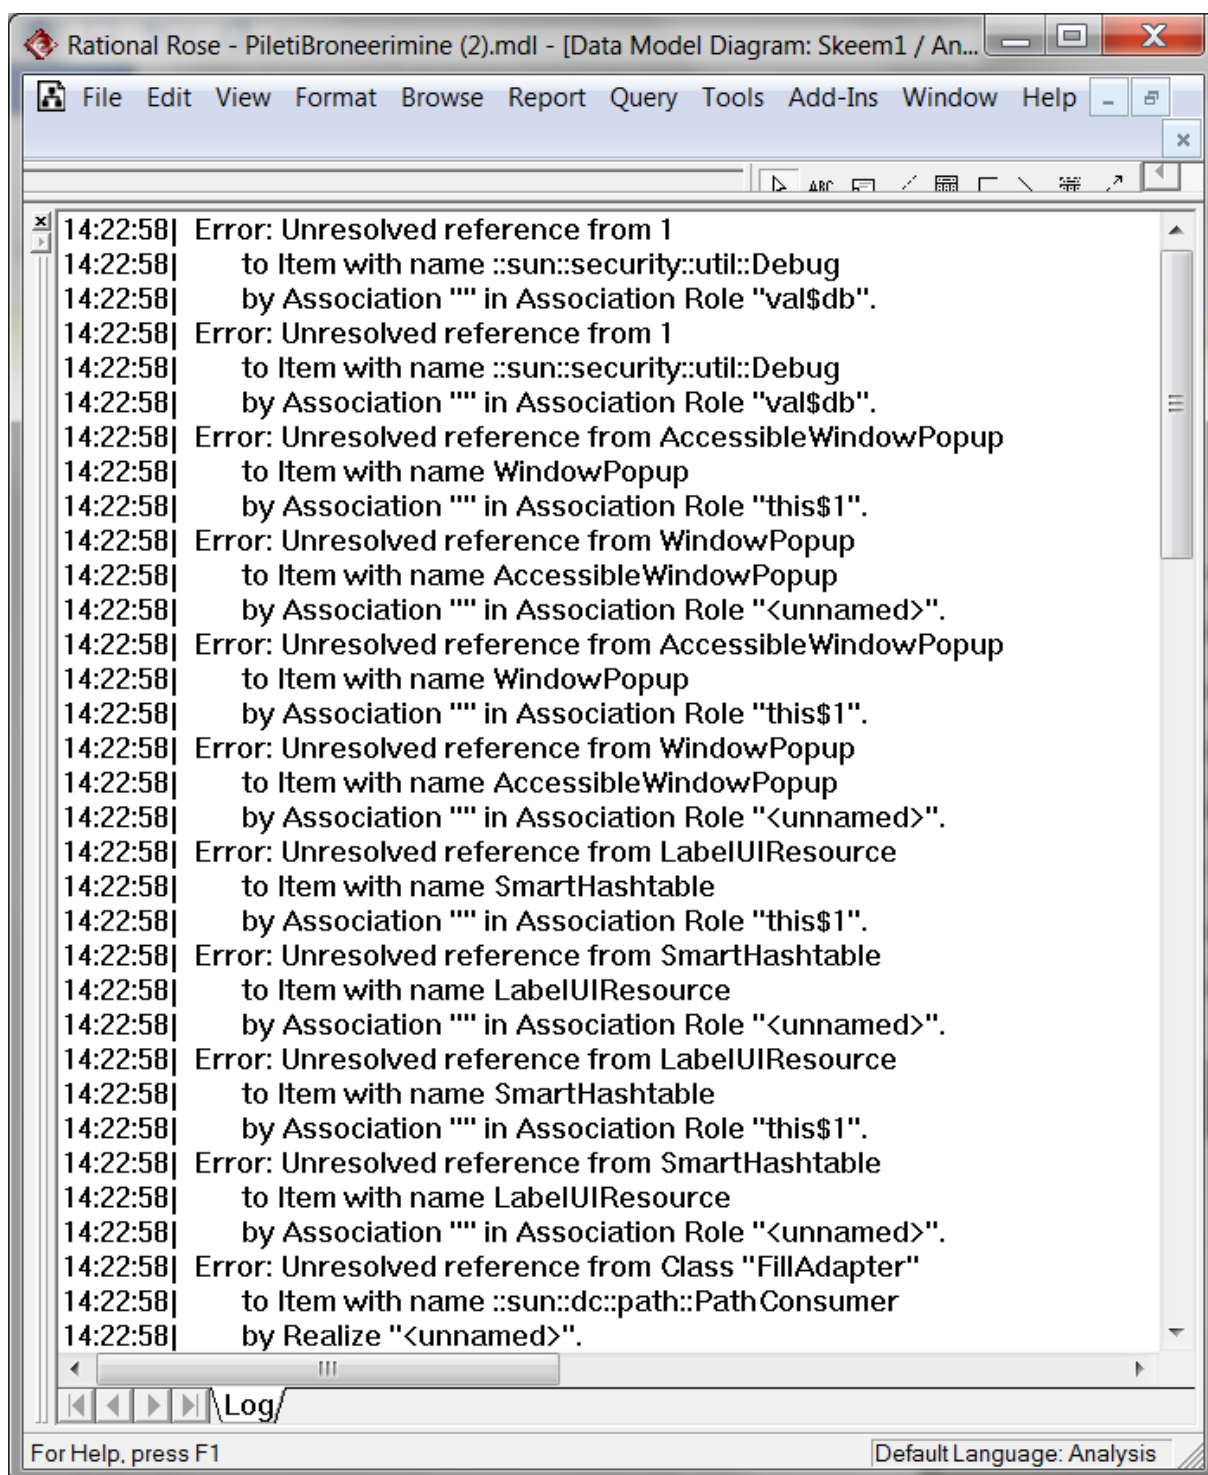 Rational Rose - PiletiBroneerimine (2).mdl - [Data Model Diagram: Skeem1 / An...
File Edit View Format Browse Report Query Tools Add-Ins Window Help
ABC
14:22:58| Error: Unresolved reference from 1
14:22:58| to Item with name ::sun::security::util::Debug
14:22:58| by Association "" in Association Role "val$db".
14:22:58| Error: Unresolved reference from 1
14:22:58| to Item with name ::sun::security::util::Debug
14:22:58| by Association "" in Association Role "val$db".
14:22:58| Error: Unresolved reference from AccessibleWindowPopup
14:22:58| to Item with name WindowPopup
14:22:58| by Association "" in Association Role "this$1".
14:22:58| Error: Unresolved reference from WindowPopup
14:22:58| to Item with name AccessibleWindowPopup
14:22:58| by Association "" in Association Role "<unnamed>".
14:22:58| Error: Unresolved reference from AccessibleWindowPopup
14:22:58| to Item with name WindowPopup
14:22:58| by Association "" in Association Role "this$1".
14:22:58| Error: Unresolved reference from WindowPopup
14:22:58| to Item with name AccessibleWindowPopup
14:22:58| by Association "" in Association Role "<unnamed>".
14:22:58| Error: Unresolved reference from LabelUIResource
14:22:58| to Item with name SmartHashtable
14:22:58| by Association "" in Association Role "this$1".
14:22:58| Error: Unresolved reference from SmartHashtable
14:22:58| to Item with name LabelUIResource
14:22:58| by Association "" in Association Role "<unnamed>".
14:22:58| Error: Unresolved reference from LabelUIResource
14:22:58| to Item with name SmartHashtable
14:22:58| by Association "" in Association Role "this$1".
14:22:58| Error: Unresolved reference from SmartHashtable
14:22:58| to Item with name LabelUIResource
14:22:58| by Association "" in Association Role "<unnamed>".
14:22:58| Error: Unresolved reference from Class "FillAdapter"
14:22:58| to Item with name ::sun::dc::path::PathConsumer
14:22:58| by Realize "<unnamed>".
Log
For Help, press F1
Default Language: Analysis